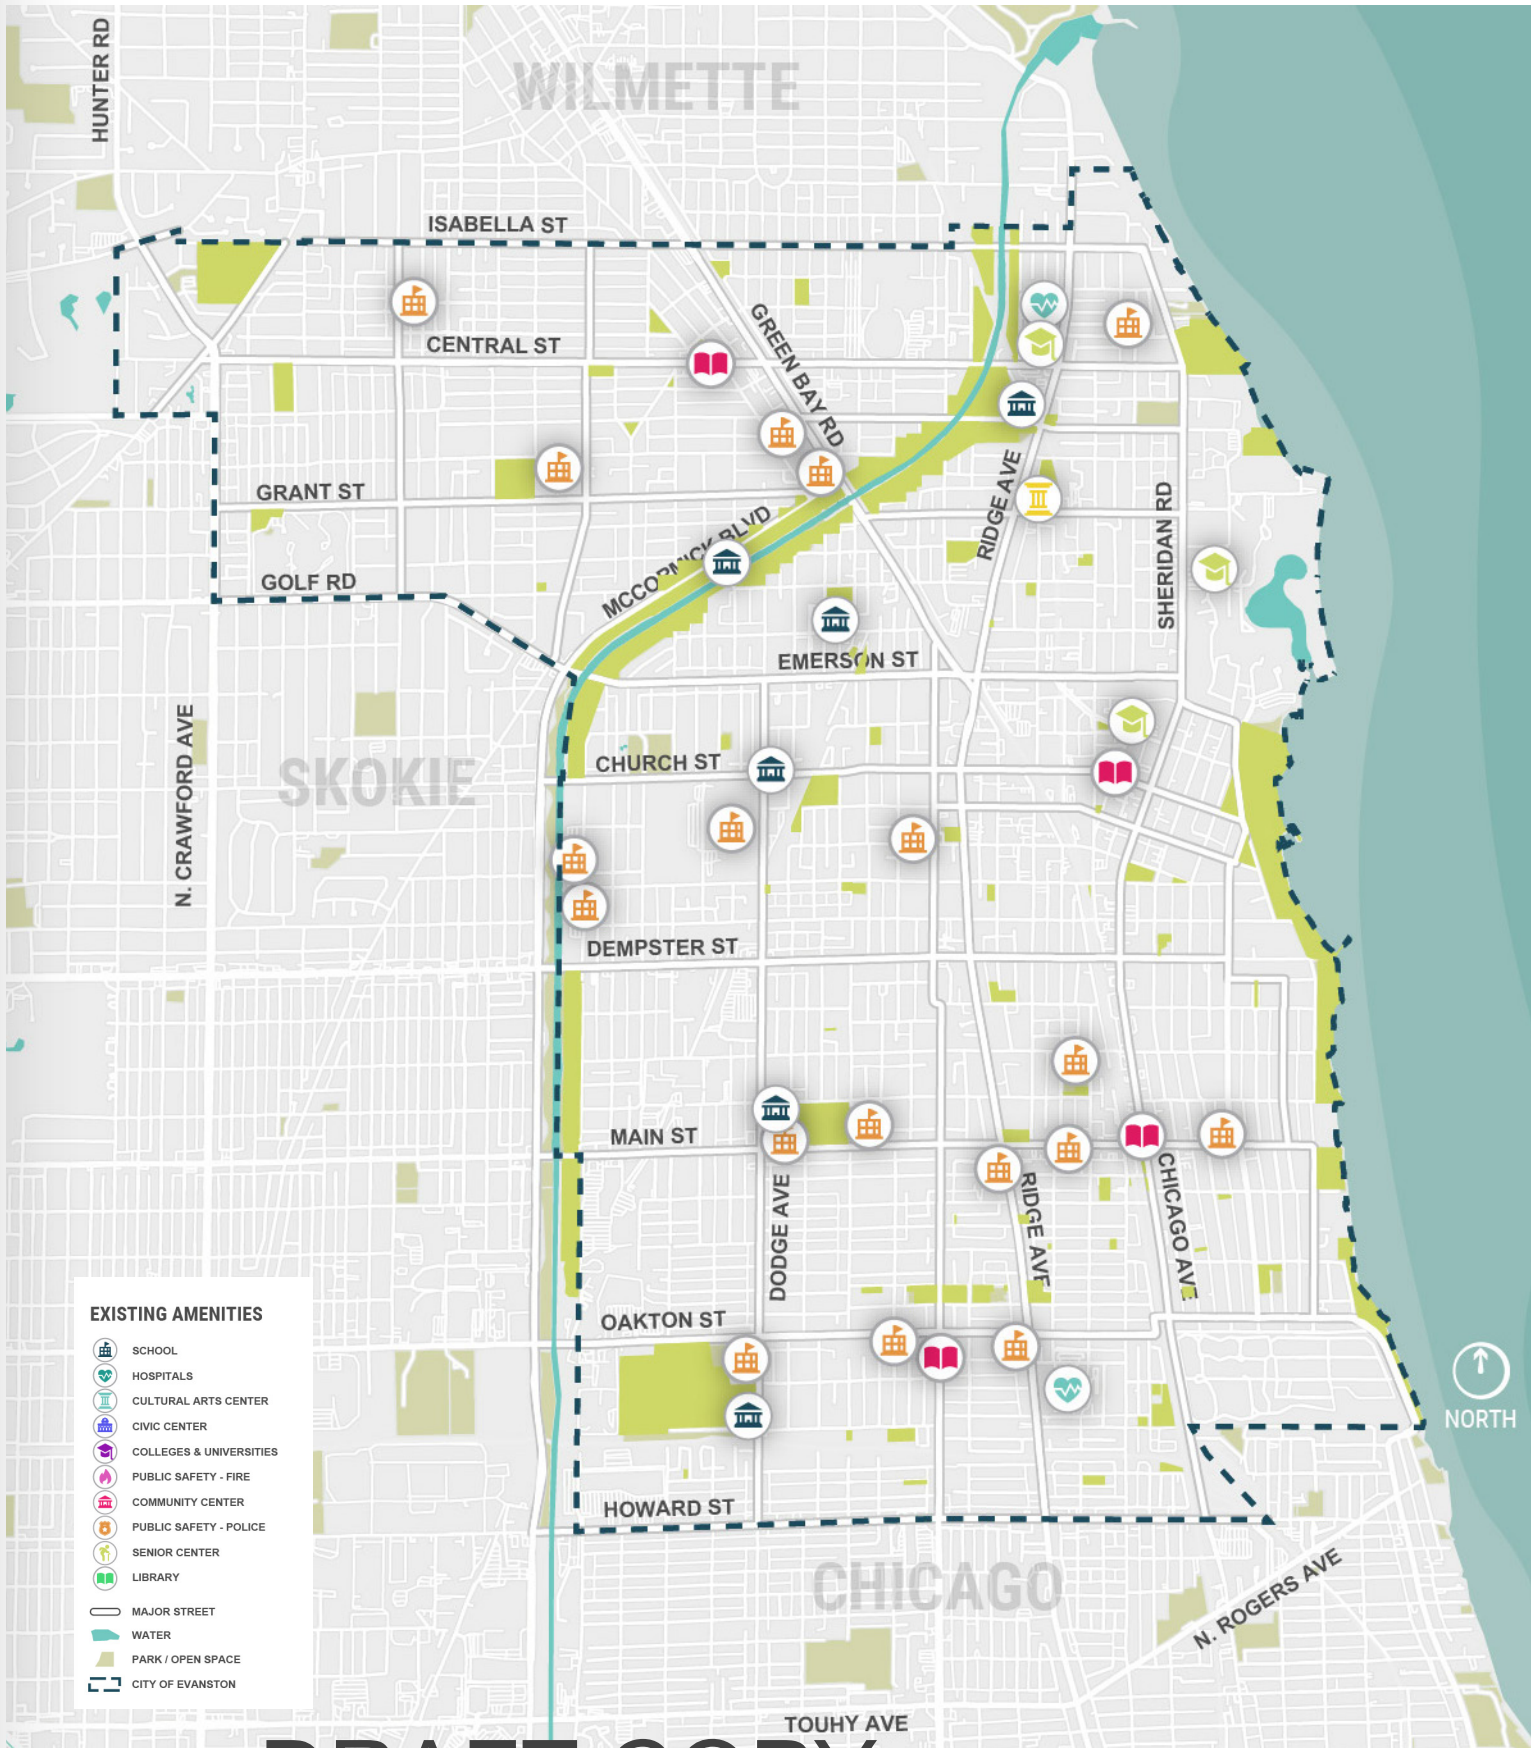 HUNTER RD
WILMETTE
ISABELLA ST
CENTRAL ST
GREEN BAY RD
GRANT ST
RIDGE AVE
SHERIDAN RD
MCCORMICK BLVD
GOLF RD
EMERSON ST
N. CRAWFORD AVE
SKOKIE
CHURCH ST
DEMPSTER ST
MAIN ST
DODGE AVE
RIDGE AVE
CHICAGO AVE
OAKTON ST
HOWARD ST
CHICAGO
N. ROGERS AVE
TOUHY AVE
NORTH
EXISTING AMENITIES
SCHOOL
HOSPITALS
CULTURAL ARTS CENTER
CIVIC CENTER
COLLEGES & UNIVERSITIES
PUBLIC SAFETY - FIRE
COMMUNITY CENTER
PUBLIC SAFETY - POLICE
SENIOR CENTER
LIBRARY
MAJOR STREET
WATER
PARK / OPEN SPACE
CITY OF EVANSTON
DRAFT COPY